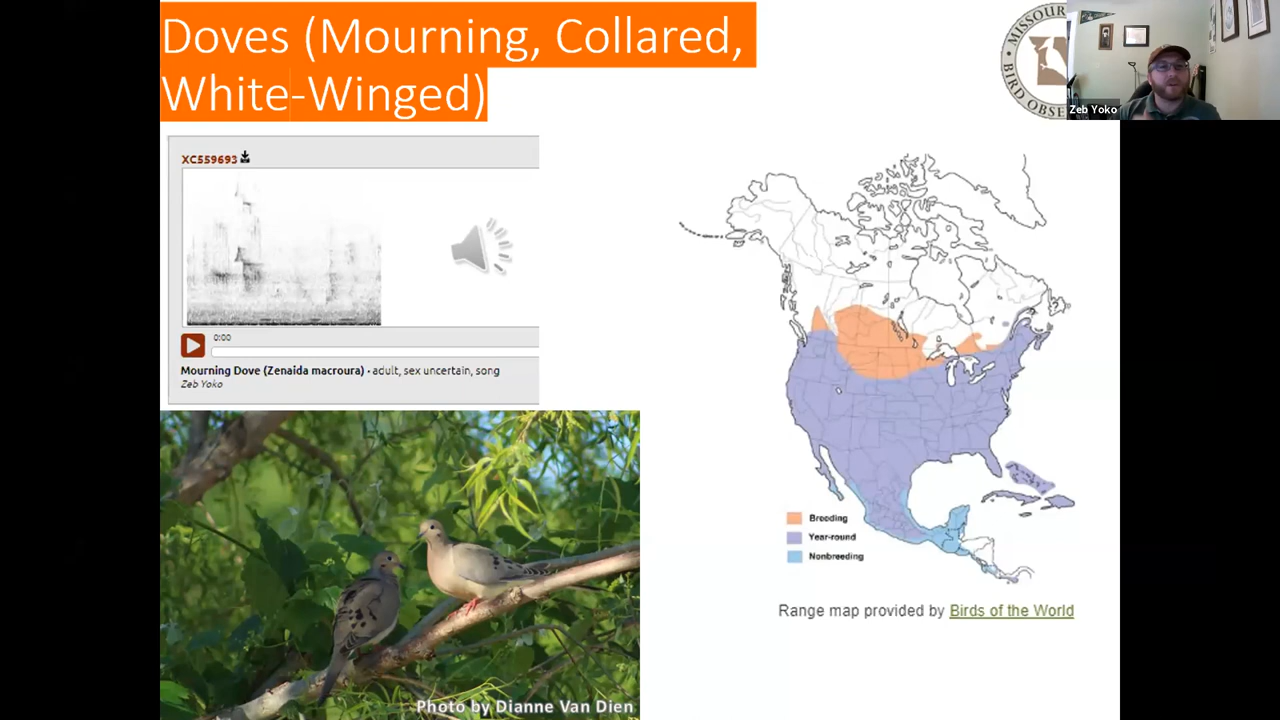 Doves (Mourning, Collared,
White-Winged)
MISSOUR
BIRD OBSE
Zeb Yoko
XC559693
0:00
Mourning Dove (Zenaida macroura) · adult, sex uncertain, song
Zeb Yoko
Breeding
Year-round
Nonbreeding
Range map provided by Birds of the World
Photo by Dianne Van Dien